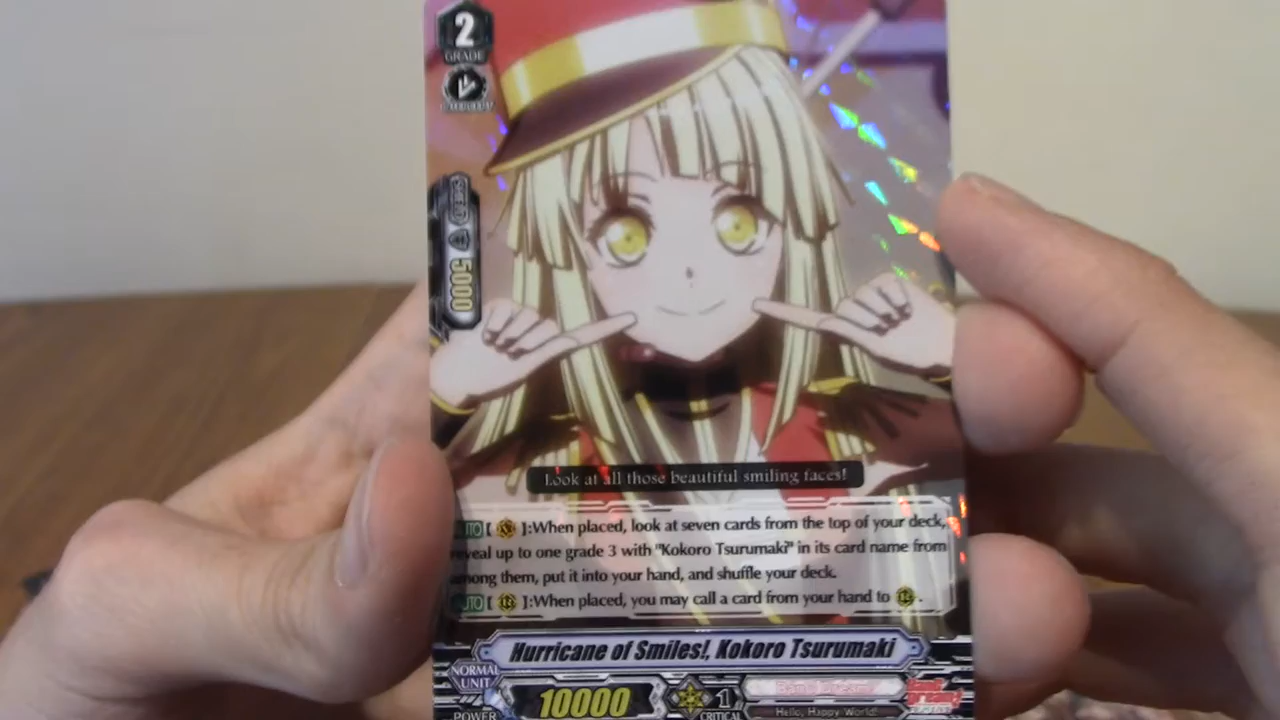 2
GRADE
SHIELD
5000
Look at all those beautiful smiling faces!
AUTO [ ]:When placed, look at seven cards from the top of your deck,
reveal up to one grade 3 with "Kokoro Tsurumaki" in its card name from
among them, put it into your hand, and shuffle your deck.
AUTO [ ]:When placed, you may call a card from your hand to .
Hurricane of Smiles!, Kokoro Tsurumaki
NORMAL
UNIT
POWER
10000
1
CRITICAL
Hello, Happy World!